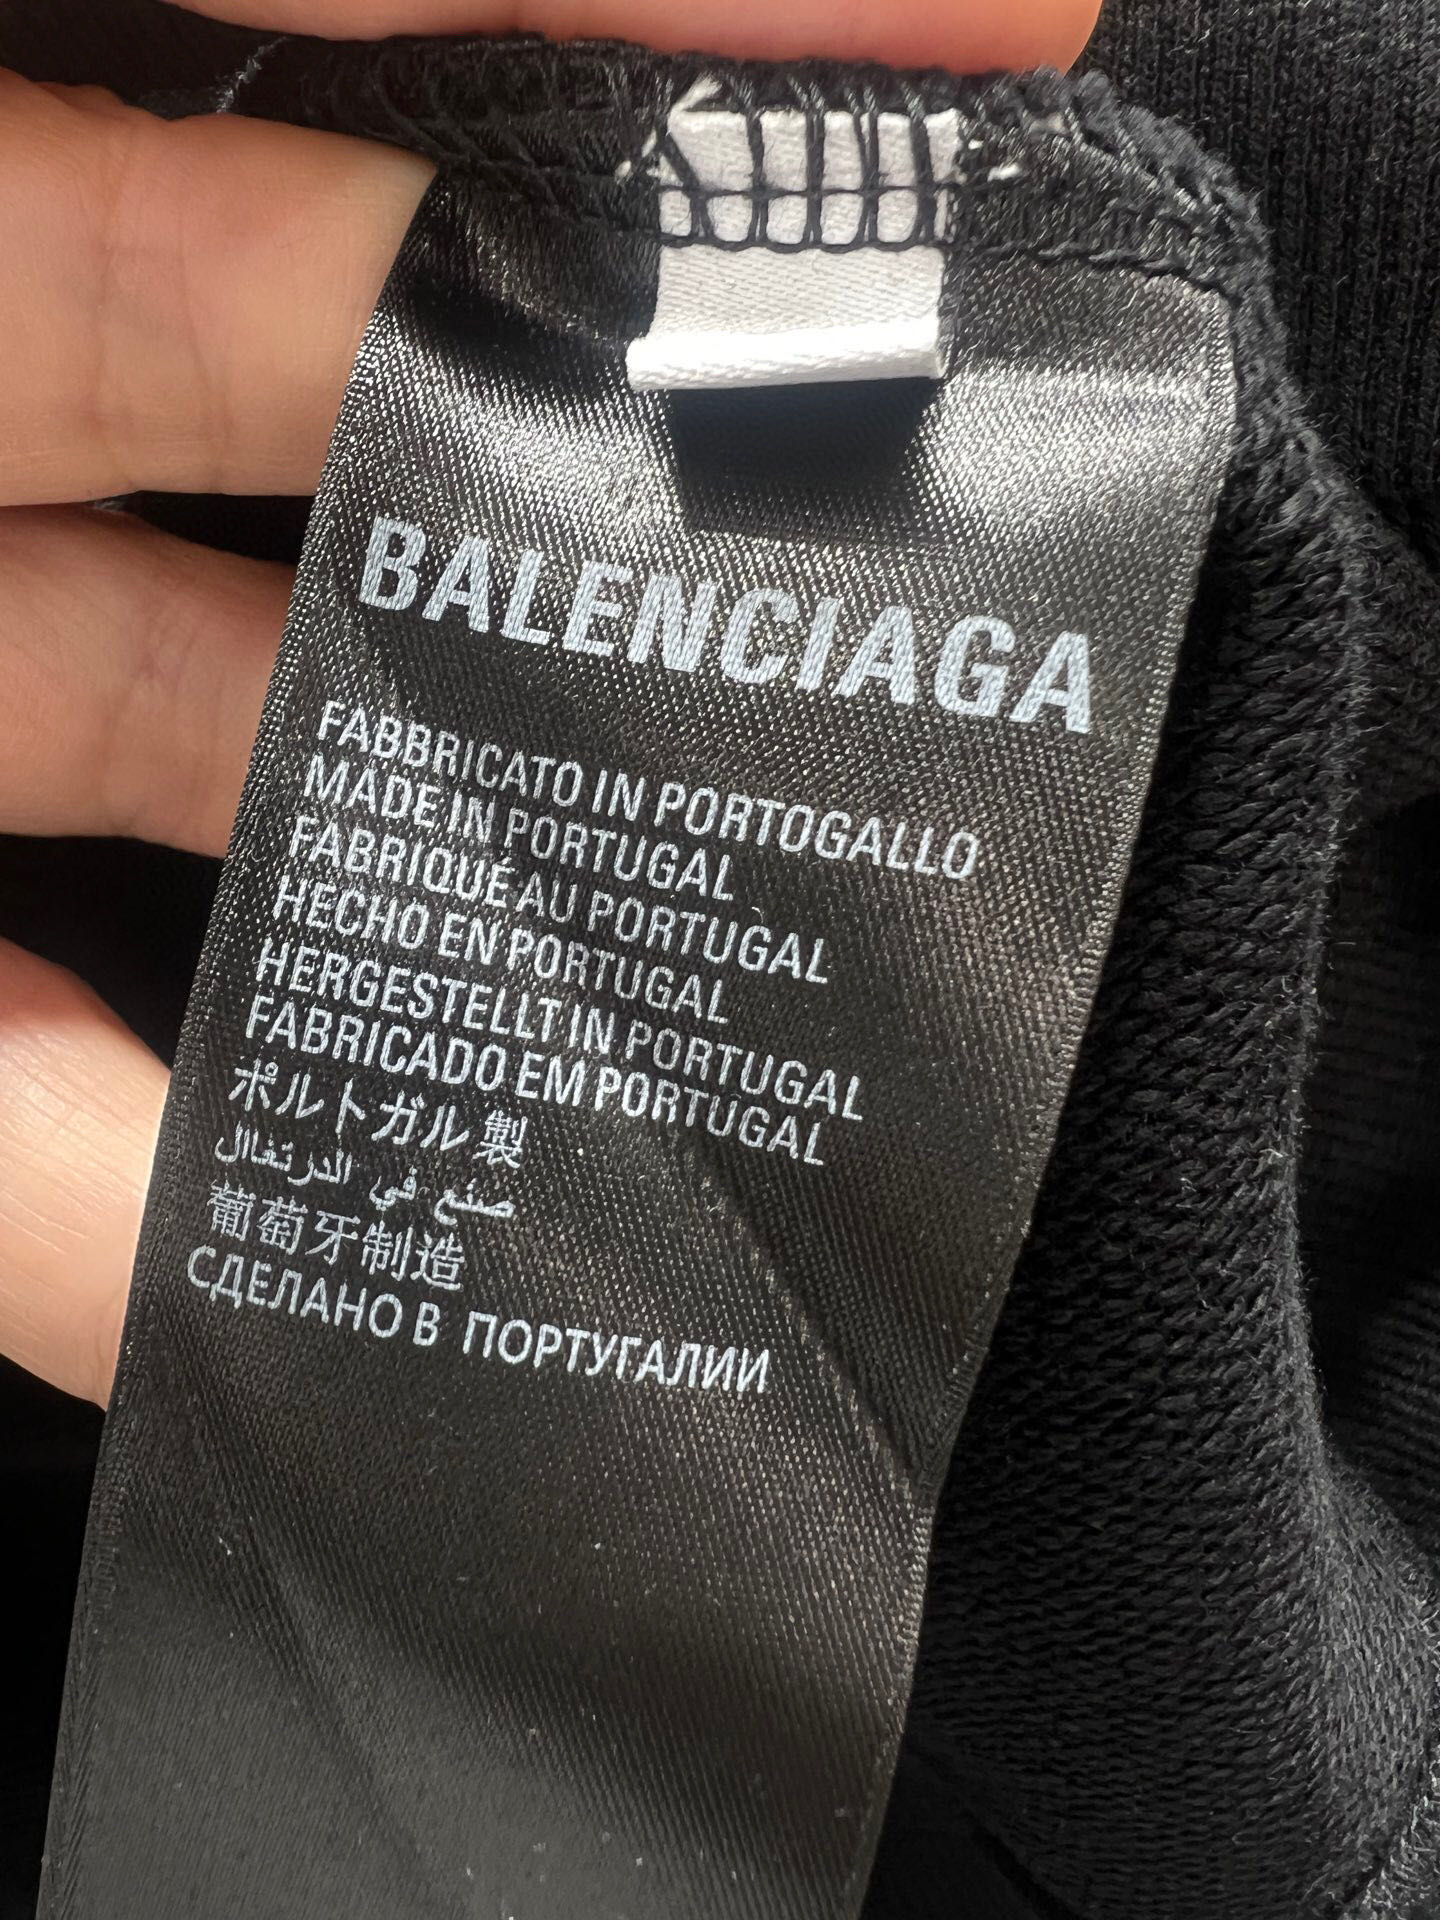 BALENCIAGA
FABBRICATO IN PORTOGALLO
MADE IN PORTUGAL
FABRIQUÉ AU PORTUGAL
HECHO EN PORTUGAL
HERGESTELLT IN PORTUGAL
FABRICADO EM PORTUGAL
ポルトガル製
صنع في الدرتغاال
葡萄牙制造
СДЕЛАНО В ПОРТУГАЛИИ